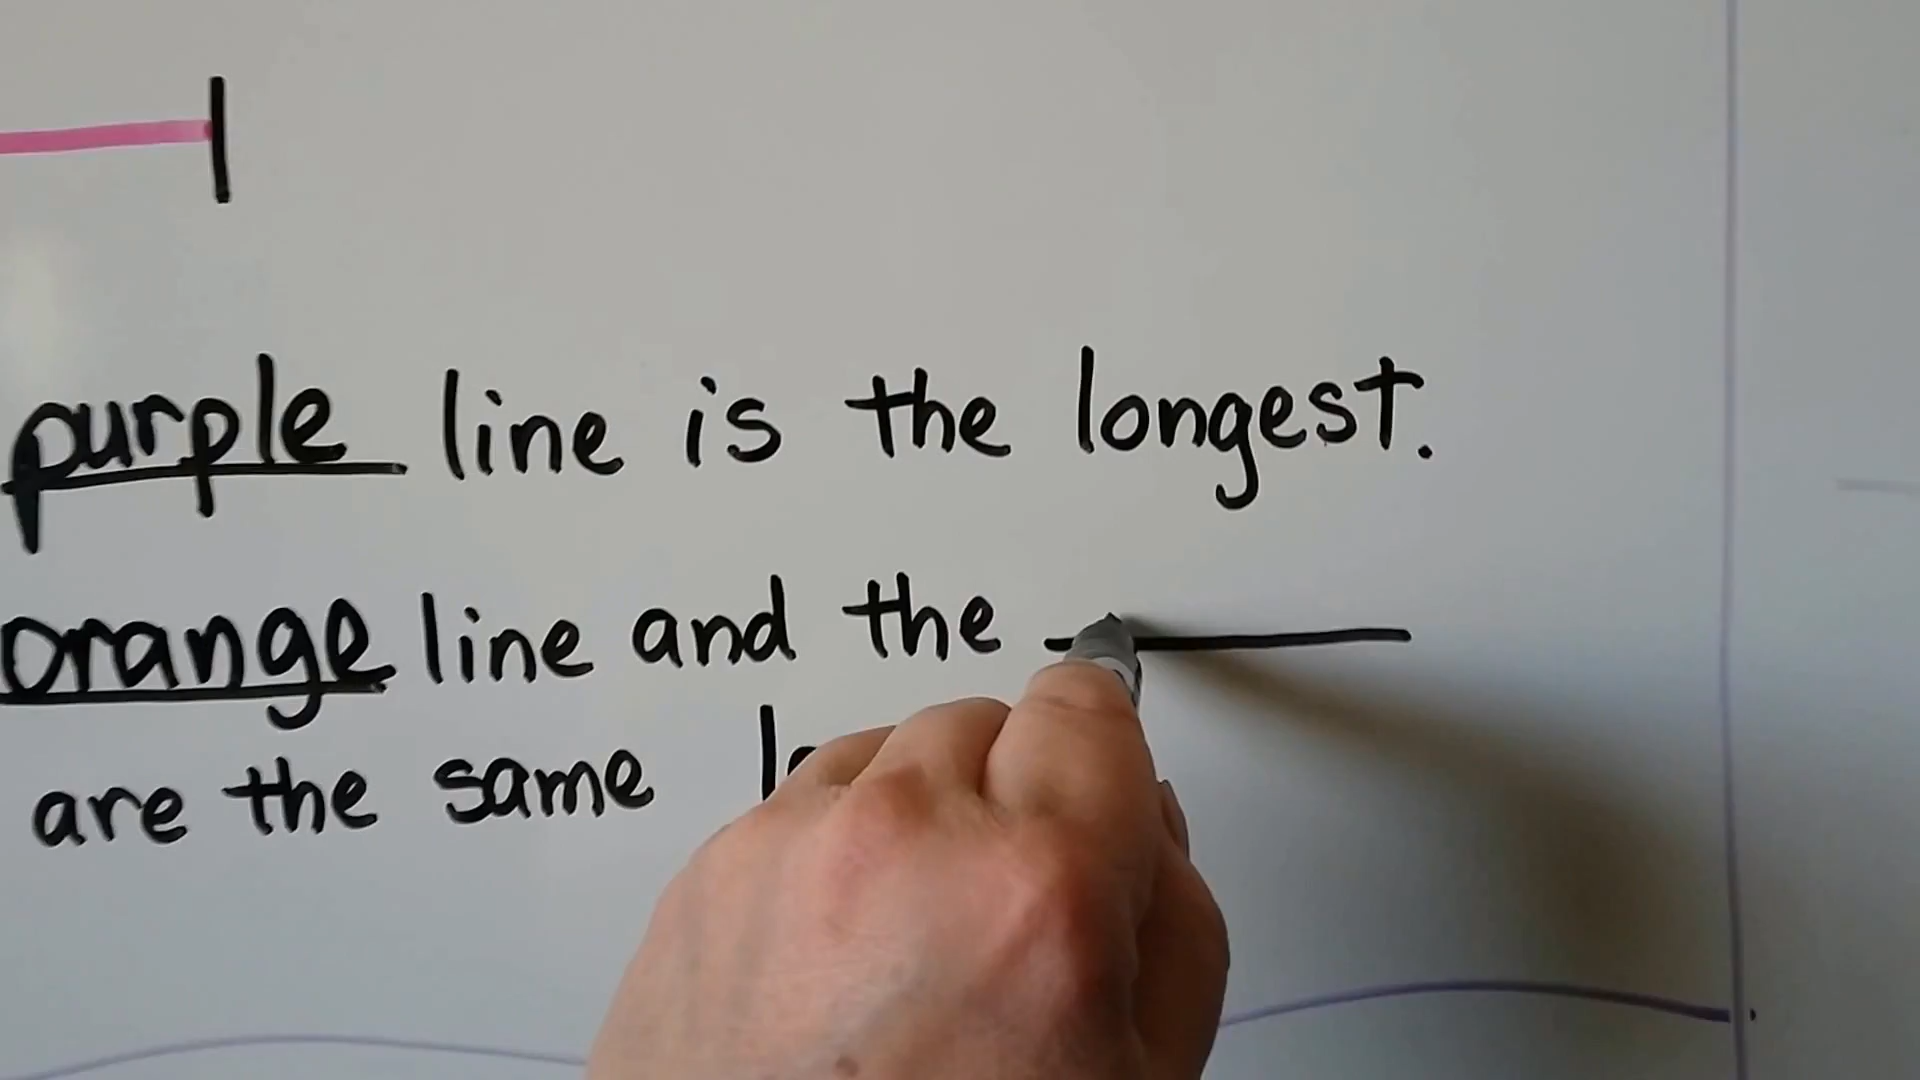 purple line is the longest.
orange line and the
are the same